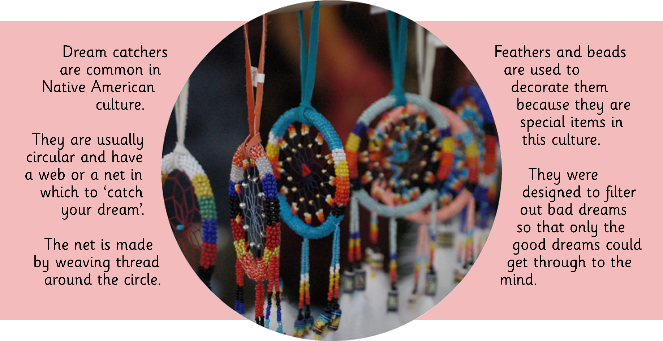 Dream catchers
are common in
Native American
culture.
They are usually
circular and have
a web or a net in
which to ‘catch
your dream’.
The net is made
by weaving thread
around the circle.
Feathers and beads
are used to
decorate them
because they are
special items in
this culture.
They were
designed to filter
out bad dreams
so that only the
good dreams could
get through to the
mind.